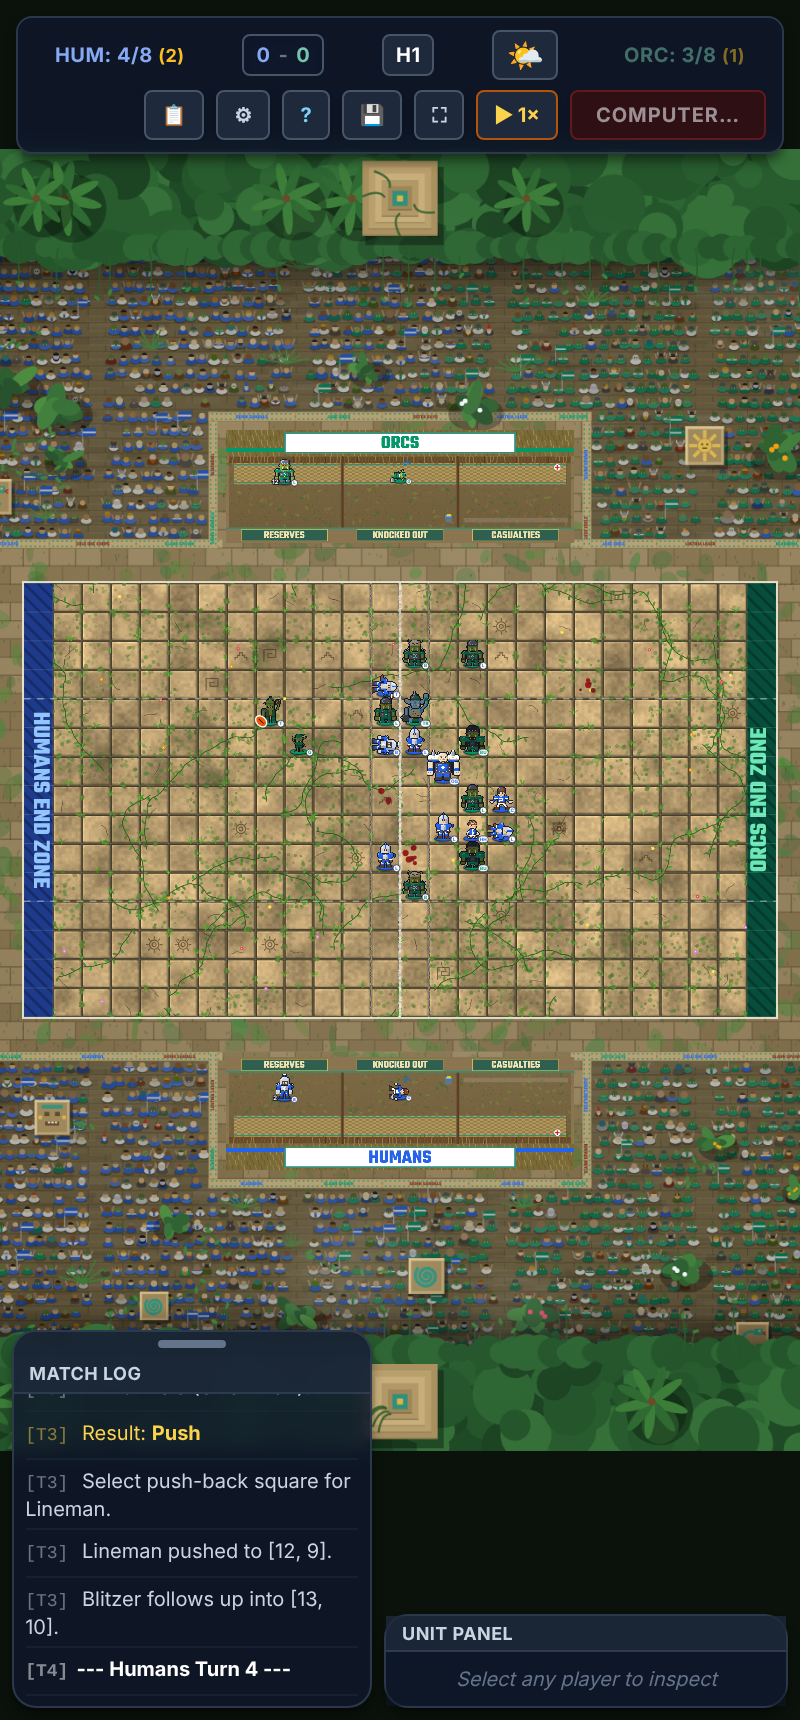 HUM: 4/8 (2)
0 - 0
H1
ORC: 3/8 (1)
?
1×
COMPUTER...
ORCS
RESERVES
KNOCKED OUT
CASUALTIES
HUMANS END ZONE
ORCS END ZONE
RESERVES
KNOCKED OUT
CASUALTIES
HUMANS
MATCH LOG
[T3] Result: Push
[T3] Select push-back square for
Lineman.
[T3] Lineman pushed to [12, 9].
[T3] Blitzer follows up into [13,
10].
[T4] --- Humans Turn 4 ---
UNIT PANEL
Select any player to inspect